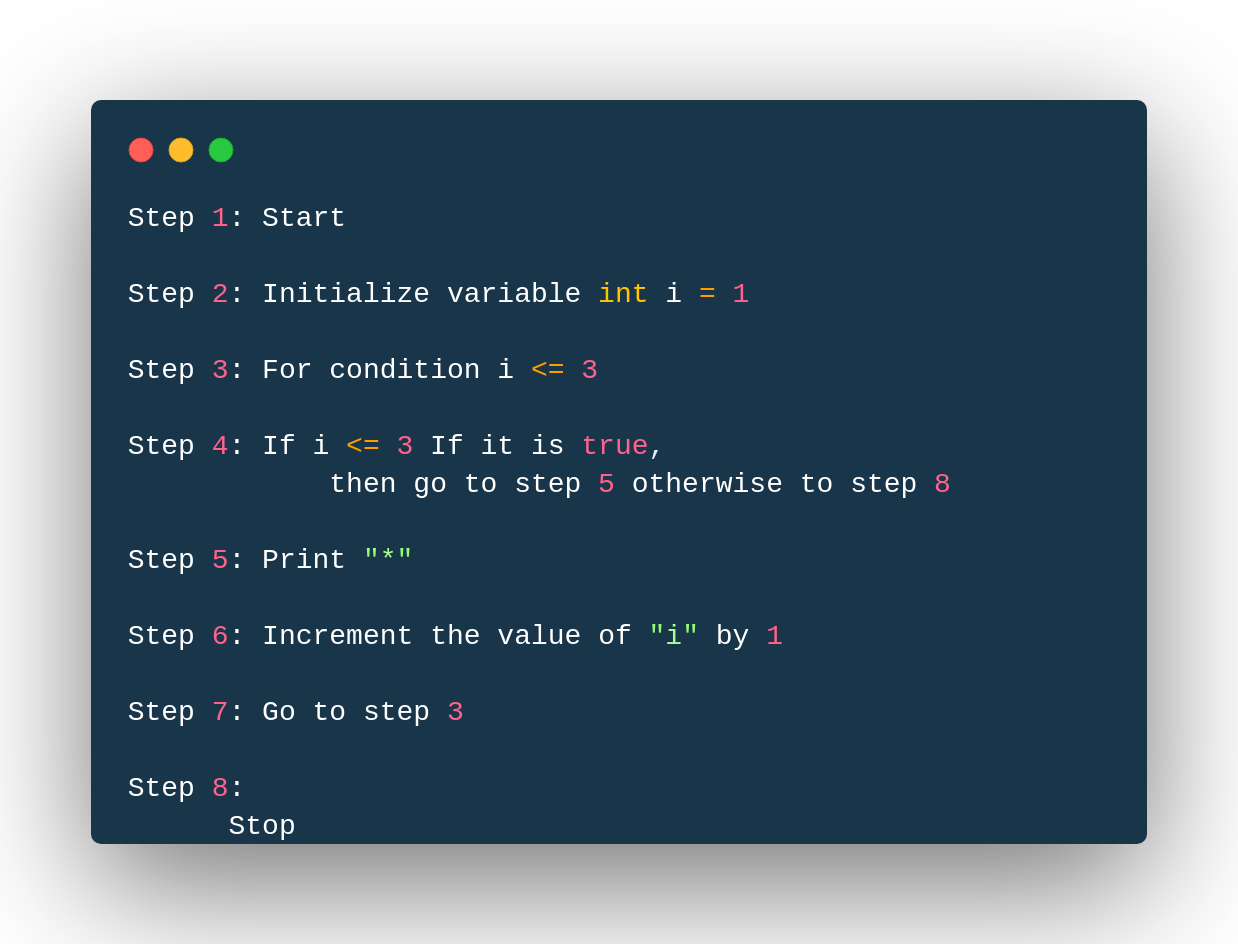 Step 1: Start
Step 2: Initialize variable int i = 1
Step 3: For condition i <= 3
Step 4: If i <= 3 If it is true,
then go to step 5 otherwise to step 8
Step 5: Print "*"
Step 6: Increment the value of "i" by 1
Step 7: Go to step 3
Step 8:
Stop